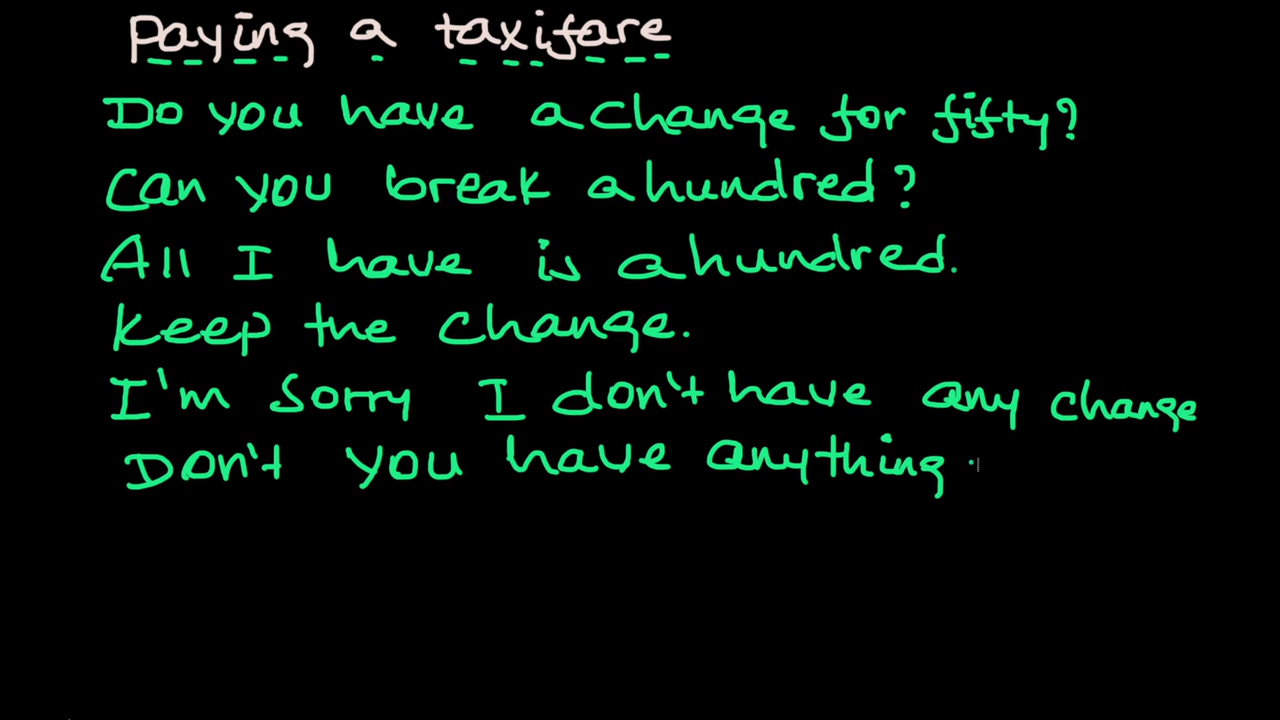 Paying a taxifare
Do you have a change for fifty?
Can you break a hundred?
All I have is a hundred.
Keep the change.
I'm sorry I don't have any change
Don't you have anything